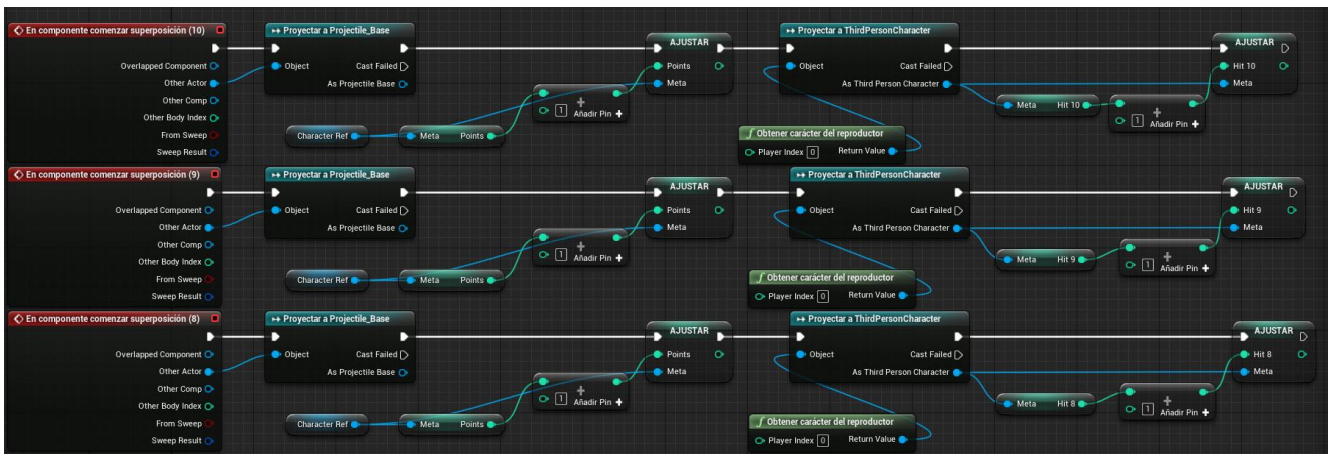 En componente comenzar superposición (10)
Overlapped Component
Other Actor
Other Comp
Other Body Index
From Sweep
Sweep Result
Proyectar a Projectile_Base
Object
Cast Failed
As Projectile Base
Character Ref
Meta Points
1 Añadir Pin +
AJUSTAR
Points
Meta
Proyectar a ThirdPersonCharacter
Object
Cast Failed
As Third Person Character
f Obtener carácter del reproductor
Player Index 0 Return Value
Meta Hit 10
1 Añadir Pin +
AJUSTAR
Hit 10
Meta
En componente comenzar superposición (9)
Overlapped Component
Other Actor
Other Comp
Other Body Index
From Sweep
Sweep Result
Proyectar a Projectile_Base
Object
Cast Failed
As Projectile Base
Character Ref
Meta Points
1 Añadir Pin +
AJUSTAR
Points
Meta
Proyectar a ThirdPersonCharacter
Object
Cast Failed
As Third Person Character
f Obtener carácter del reproductor
Player Index 0 Return Value
Meta Hit 9
1 Añadir Pin +
AJUSTAR
Hit 9
Meta
En componente comenzar superposición (8)
Overlapped Component
Other Actor
Other Comp
Other Body Index
From Sweep
Sweep Result
Proyectar a Projectile_Base
Object
Cast Failed
As Projectile Base
Character Ref
Meta Points
1 Añadir Pin +
AJUSTAR
Points
Meta
Proyectar a ThirdPersonCharacter
Object
Cast Failed
As Third Person Character
f Obtener carácter del reproductor
Player Index 0 Return Value
Meta Hit 8
1 Añadir Pin +
AJUSTAR
Hit 8
Meta